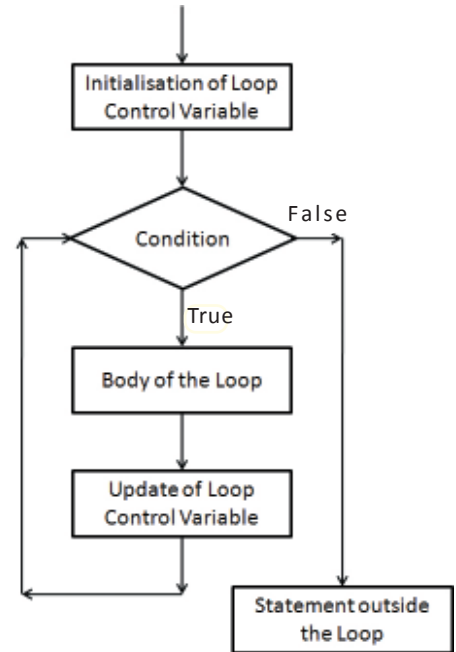 Initialisation of Loop
Control Variable
False
Condition
True
Body of the Loop
Update of Loop
Control Variable
Statement outside
the Loop